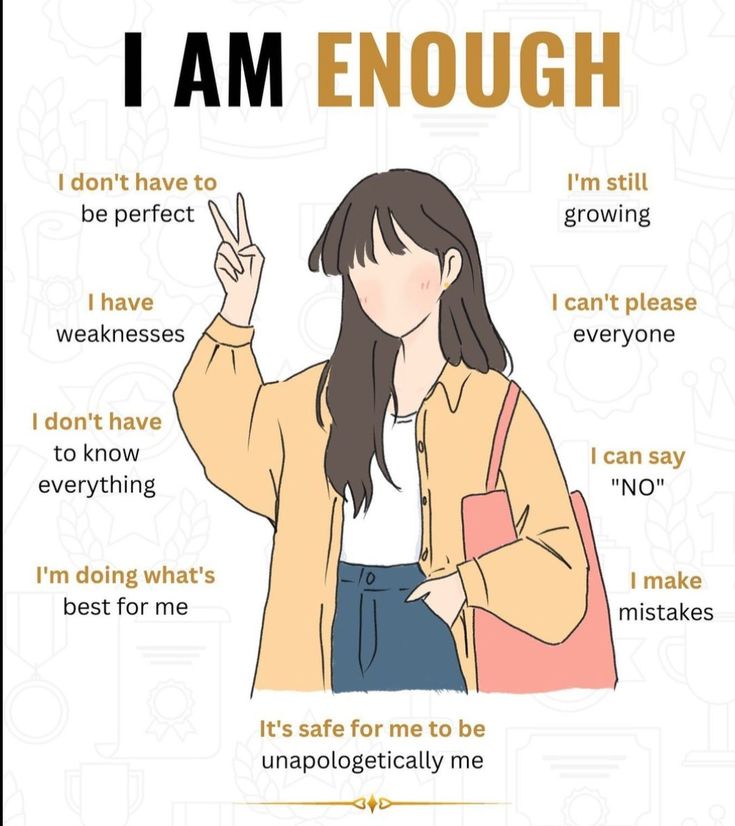 I AM ENOUGH
I don't have to
be perfect
I have
weaknesses
I don't have
to know
everything
I'm doing what's
best for me
I'm still
growing
I can't please
everyone
I can say
"NO"
I make
mistakes
It's safe for me to be
unapologetically me